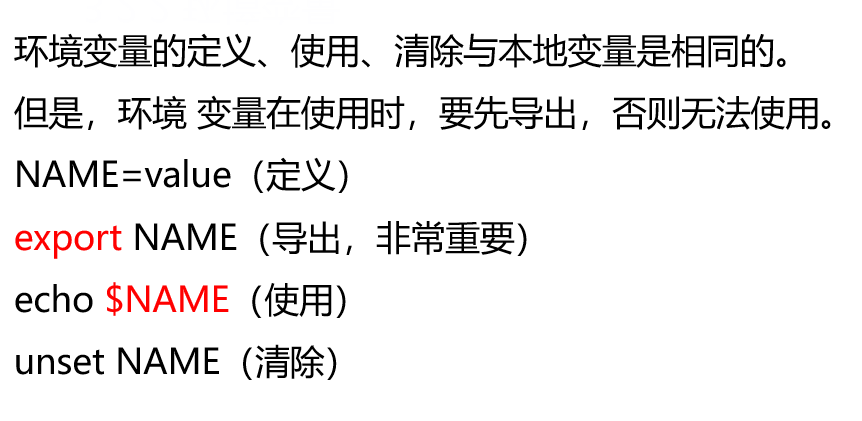 环境变量的定义、使用、清除与本地变量是相同的。
但是，环境 变量在使用时，要先导出，否则无法使用。
NAME=value（定义）
export NAME（导出，非常重要）
echo $NAME（使用）
unset NAME（清除）